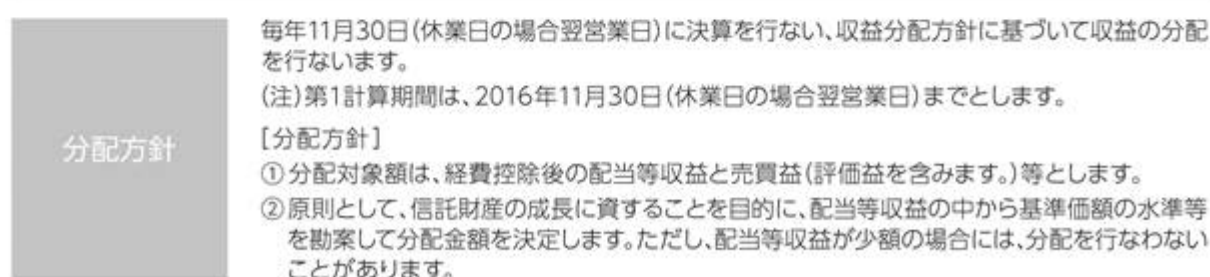 分配方針
毎年11月30日(休業日の場合翌営業日)に決算を行ない、収益分配方針に基づいて収益の分配
を行ないます。
(注)第1計算期間は、2016年11月30日(休業日の場合翌営業日)までとします。
[分配方針]
①分配対象額は、経費控除後の配当等収益と売買益(評価益を含みます。)等とします。
②原則として、信託財産の成長に資することを目的に、配当等収益の中から基準価額の水準等
を勘案して分配金額を決定します。ただし、配当等収益が少額の場合には、分配を行なわない
ことがあります。